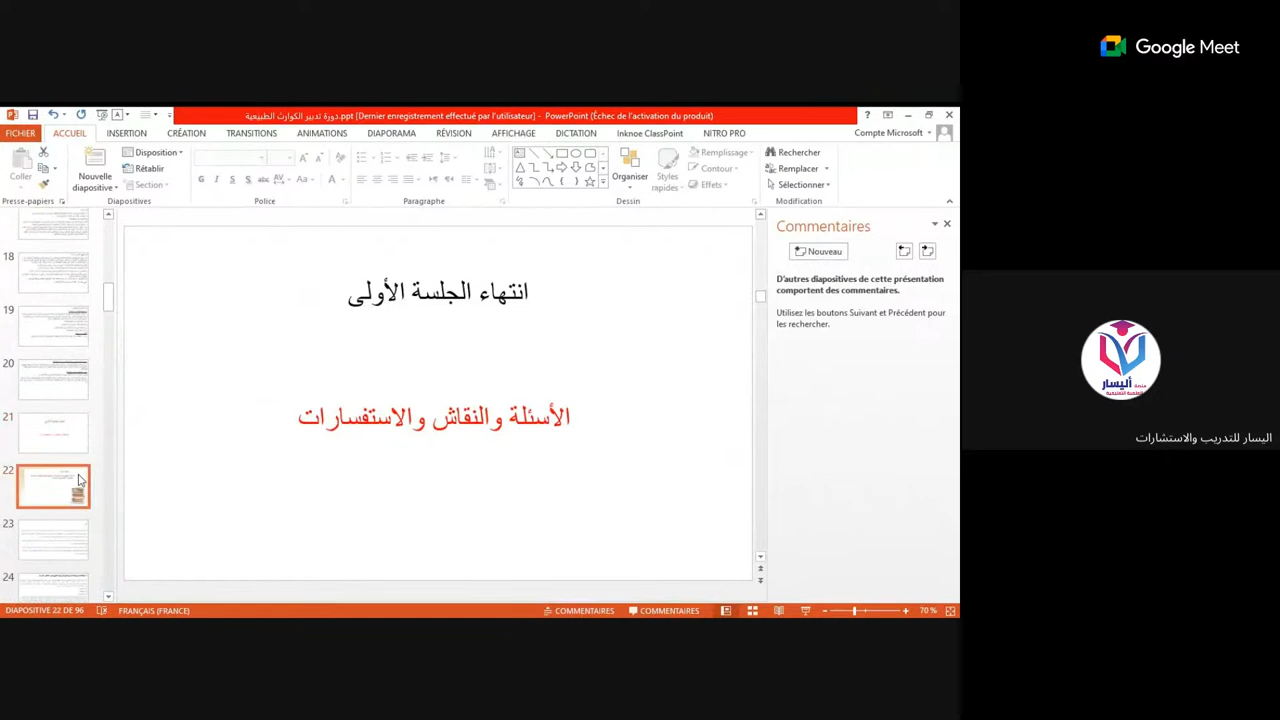 Google Meet
دورة تدبير الكوارث الطبيعية.ppt [Dernier enregistrement effectué par l'utilisateur] - PowerPoint (Échec de l'activation du produit)
FICHIER ACCUEIL INSERTION CRÉATION TRANSITIONS ANIMATIONS DIAPORAMA RÉVISION AFFICHAGE DICTATION Inknoe ClassPoint NITRO PRO Compte Microsoft
Coller
Nouvelle diapositive
Disposition
Rétablir
Section
Organiser
Styles rapides
Remplissage
Contour
Effets
Rechercher
Remplacer
Sélectionner
Presse-papiers Diapositives Police Paragraphe Dessin Modification
18
19
20
21
22
23
24
انتهاء الجلسة الأولى
الأسئلة والنقاش والاستفسارات
Commentaires
Nouveau
D'autres diapositives de cette présentation
comportent des commentaires.
Utilisez les boutons Suivant et Précédent pour
les rechercher.
أليسار
اليسار للتدريب والاستشارات
DIAPOSITIVE 22 DE 96 FRANÇAIS (FRANCE) COMMENTAIRES COMMENTAIRES 70 %